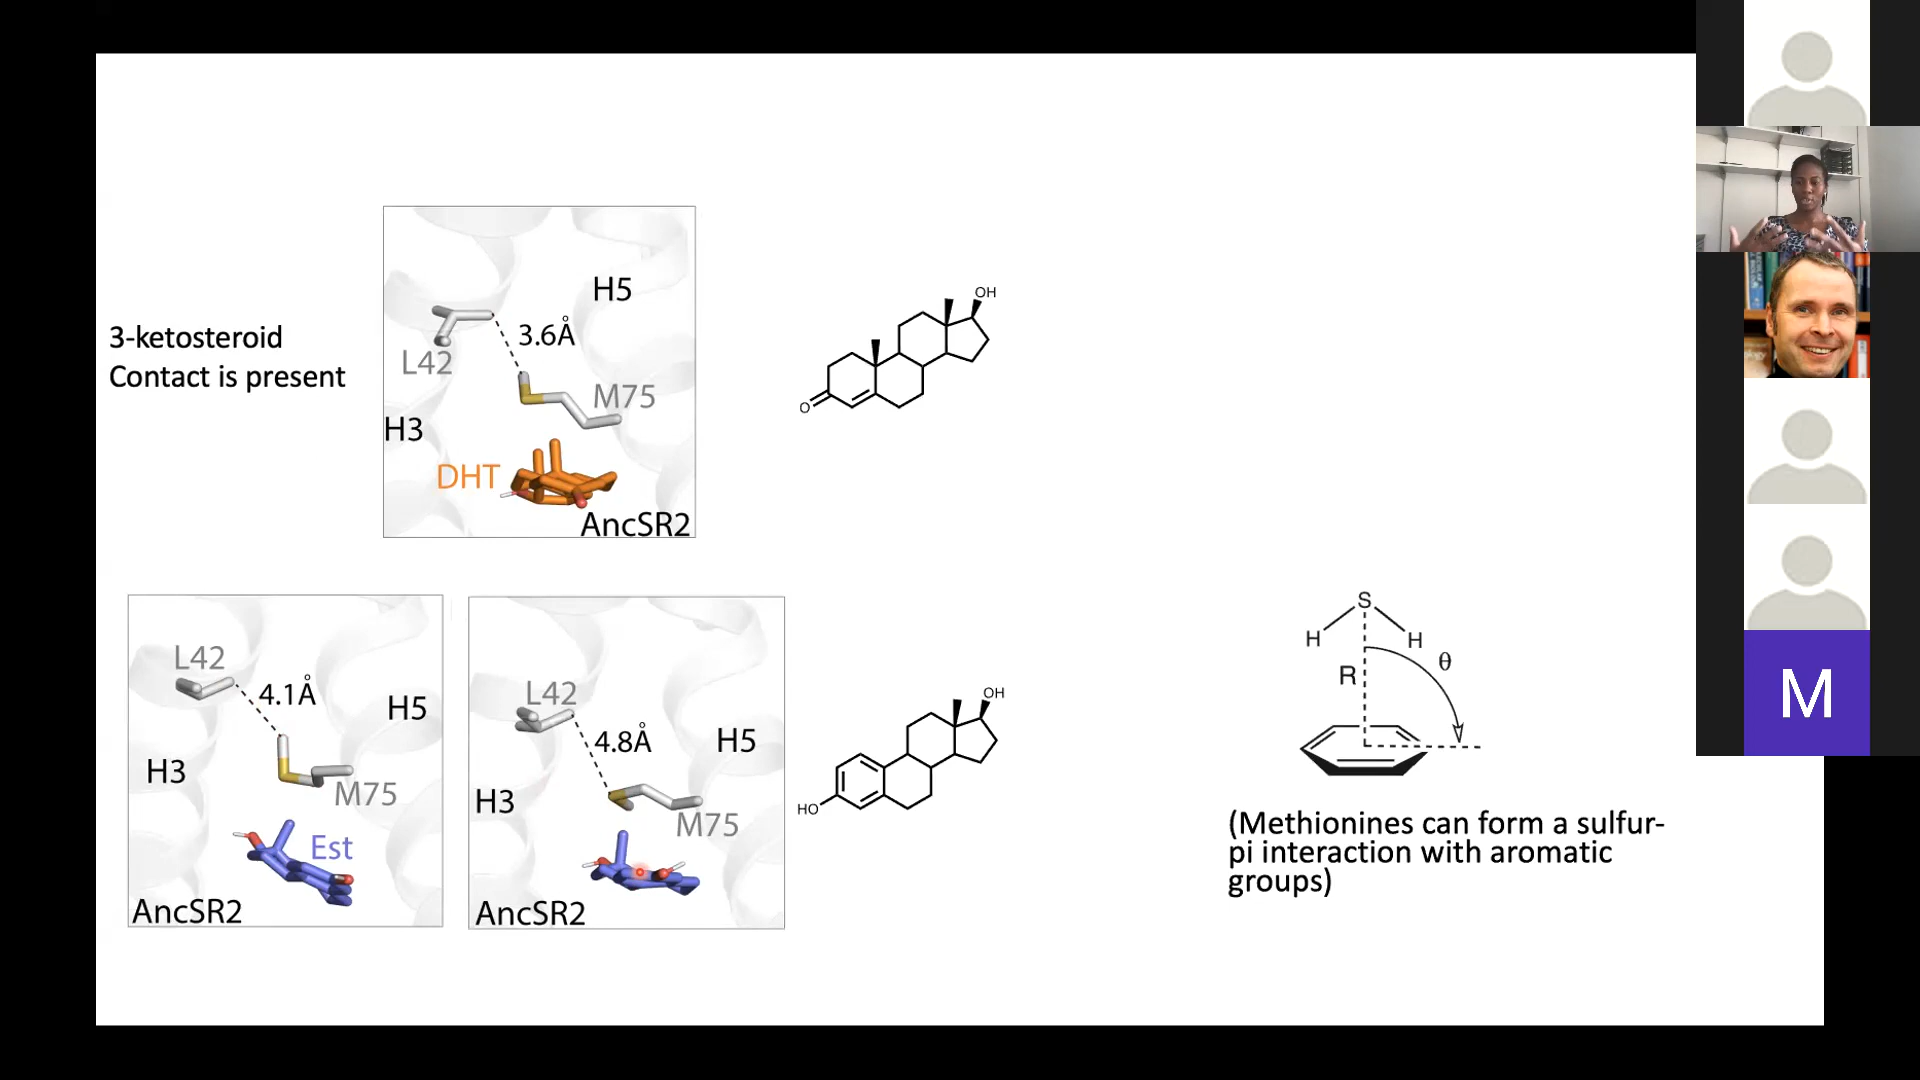 3-ketosteroid
Contact is present
H5
3.6Å
L42
M75
H3
DHT
AncSR2
OH
O
L42
4.1Å
H5
H3
M75
Est
AncSR2
L42
4.8Å
H5
H3
M75
AncSR2
OH
HO
S
H
H
R
θ
(Methionines can form a sulfur-
pi interaction with aromatic
groups)
M